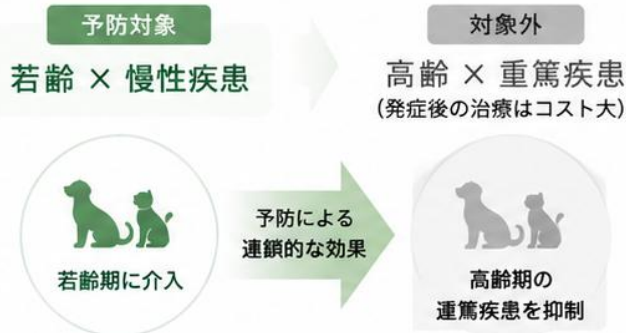 予防対象
対象外
若齢 × 慢性疾患
高齢 × 重篤疾患
(発症後の治療はコスト大)
予防による
連鎖的な効果
若齢期に介入
高齢期の
重篤疾患を抑制